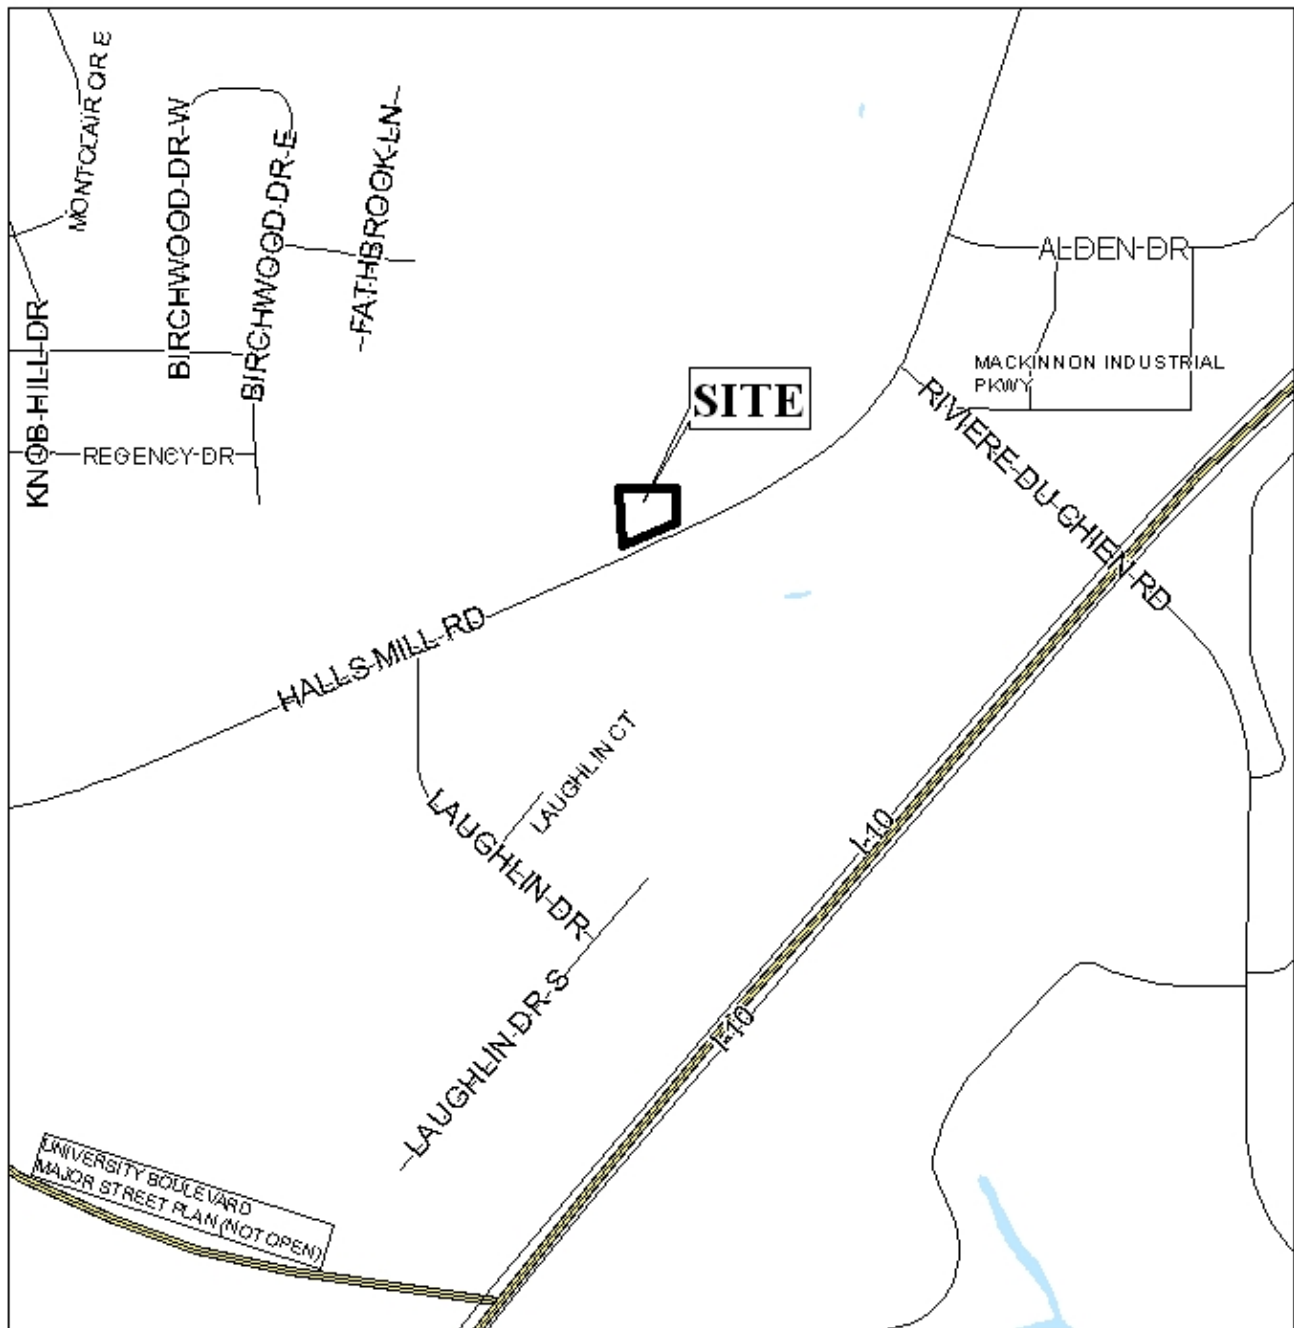 MONTCLAIR DR E
BIRCHWOOD-DR-W
BIRCHWOOD-DR-E
FATHBROOK-LN
ALDEN-DR
KNOB-HILL-DR
MACKINNON INDUSTRIAL
PKWY
SITE
RIVIERE-DU-CHIEN-RD
REGENCY-DR
HALLS-MILL-RD
LAUGHLIN CT
LAUGHLIN-DR
I-10
LAUGHLIN-DR-S
I-10
UNIVERSITY BOULEVARD
MAJOR STREET PLAN (NOT OPEN)